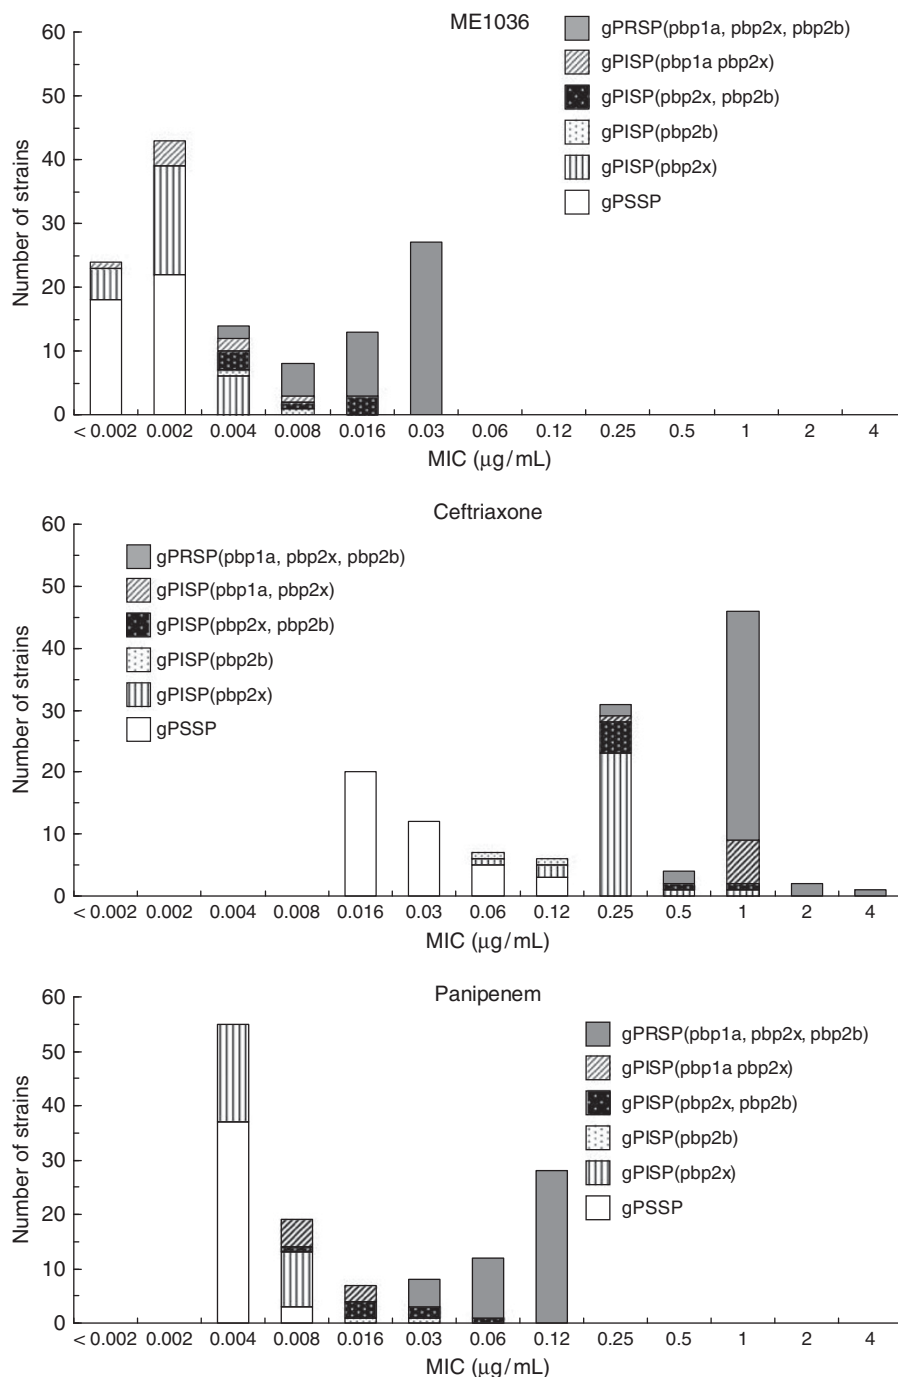 ME1036
gPRSP(pbp1a, pbp2x, pbp2b)
gPISP(pbp1a pbp2x)
gPISP(pbp2x, pbp2b)
gPISP(pbp2b)
gPISP(pbp2x)
gPSSP
Number of strains
60
50
40
30
20
10
0
< 0.002 0.002 0.004 0.008 0.016 0.03 0.06 0.12 0.25 0.5 1 2 4
MIC (µg/mL)
Ceftriaxone
gPRSP(pbp1a, pbp2x, pbp2b)
gPISP(pbp1a, pbp2x)
gPISP(pbp2x, pbp2b)
gPISP(pbp2b)
gPISP(pbp2x)
gPSSP
Number of strains
60
50
40
30
20
10
0
< 0.002 0.002 0.004 0.008 0.016 0.03 0.06 0.12 0.25 0.5 1 2 4
MIC (µg/mL)
Panipenem
gPRSP(pbp1a, pbp2x, pbp2b)
gPISP(pbp1a pbp2x)
gPISP(pbp2x, pbp2b)
gPISP(pbp2b)
gPISP(pbp2x)
gPSSP
Number of strains
60
50
40
30
20
10
0
< 0.002 0.002 0.004 0.008 0.016 0.03 0.06 0.12 0.25 0.5 1 2 4
MIC (µg/mL)